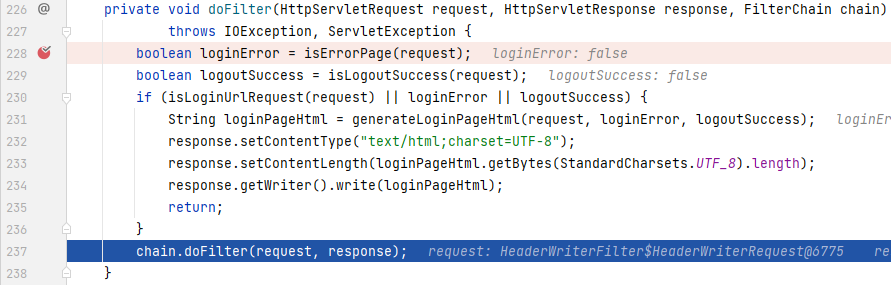 226 @ private void doFilter(HttpServletRequest request, HttpServletResponse response, FilterChain chain)
227 throws IOException, ServletException {
228 boolean loginError = isErrorPage(request); loginError: false
229 boolean logoutSuccess = isLogoutSuccess(request); logoutSuccess: false
230 if (isLoginUrlRequest(request) || loginError || logoutSuccess) {
231 String loginPageHtml = generateLoginPageHtml(request, loginError, logoutSuccess); loginErr
232 response.setContentType("text/html;charset=UTF-8");
233 response.setContentLength(loginPageHtml.getBytes(StandardCharsets.UTF_8).length);
234 response.getWriter().write(loginPageHtml);
235 return;
236 }
237 chain.doFilter(request, response); request: HeaderWriterFilter$HeaderWriterRequest@6775 re
238 }